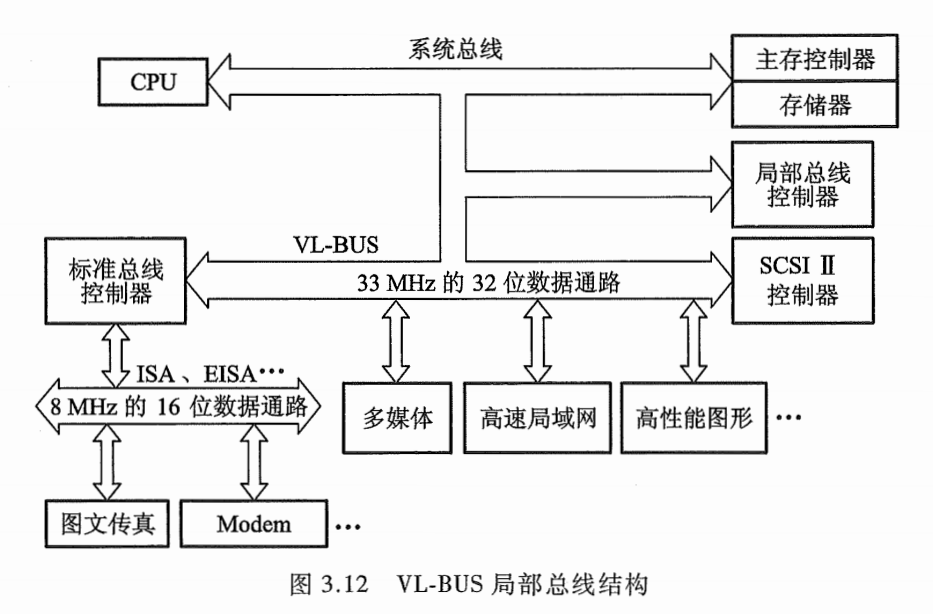 系统总线
CPU
主存控制器
存储器
局部总线
控制器
VL-BUS
标准总线
控制器
33 MHz 的 32 位数据通路
SCSI Ⅱ
控制器
ISA、EISA…
8 MHz 的 16 位数据通路
多媒体
高速局域网
高性能图形
…
图文传真
Modem
…
图 3.12 VL-BUS 局部总线结构